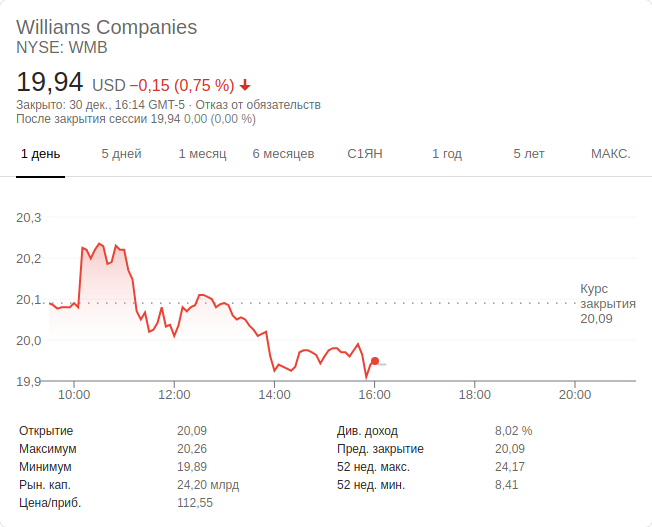 Williams Companies
NYSE: WMB
19,94 USD −0,15 (0,75 %)
Закрыто: 30 дек., 16:14 GMT-5 · Отказ от обязательств
После закрытия сессии 19,94 0,00 (0,00 %)
1 день 5 дней 1 месяц 6 месяцев С1ЯН 1 год 5 лет МАКС.
20,3
20,2
20,1
20,0
19,9
Курс
закрытия
20,09
10:00 12:00 14:00 16:00 18:00 20:00
Открытие 20,09 Див. доход 8,02 %
Максимум 20,26 Пред. закрытие 20,09
Минимум 19,89 52 нед. макс. 24,17
Рын. кап. 24,20 млрд 52 нед. мин. 8,41
Цена/приб. 112,55